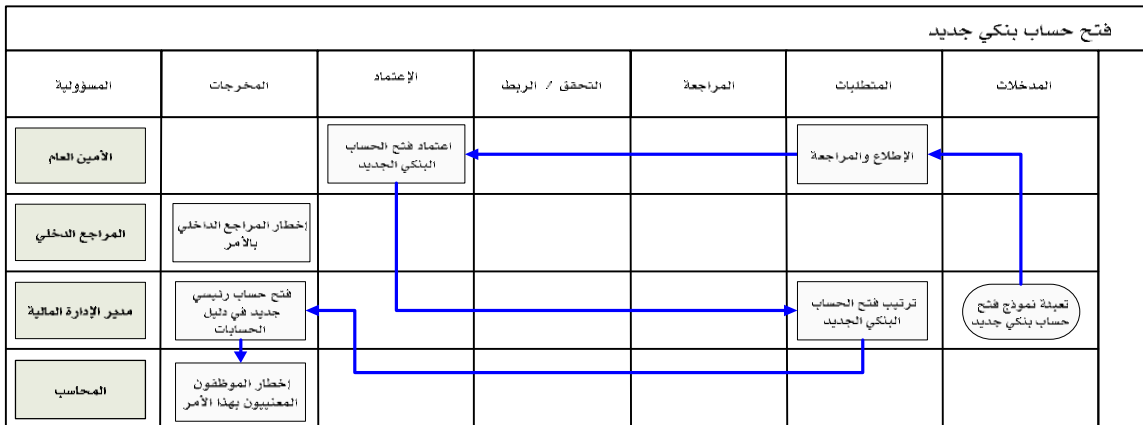 فتح حساب بنكي جديد
المدخلات
المتطلبات
المراجعة
التحقق / الربط
الإعتماد
المخرجات
المسؤولية
الإطلاع والمراجعة
اعتماد فتح الحساب
البنكي الجديد
الأمين العام
إخطار المراجع الداخلي
بالأمر
المراجع الدخلي
تعبئة نموذج فتح
حساب بنكي جديد
ترتيب فتح الحساب
البنكي الجديد
فتح حساب رئيسي
جديد في دليل
الحسابات
مدير الإدارة المالية
إخطار الموظفون
المعنييون بهذا الأمر
المحاسب